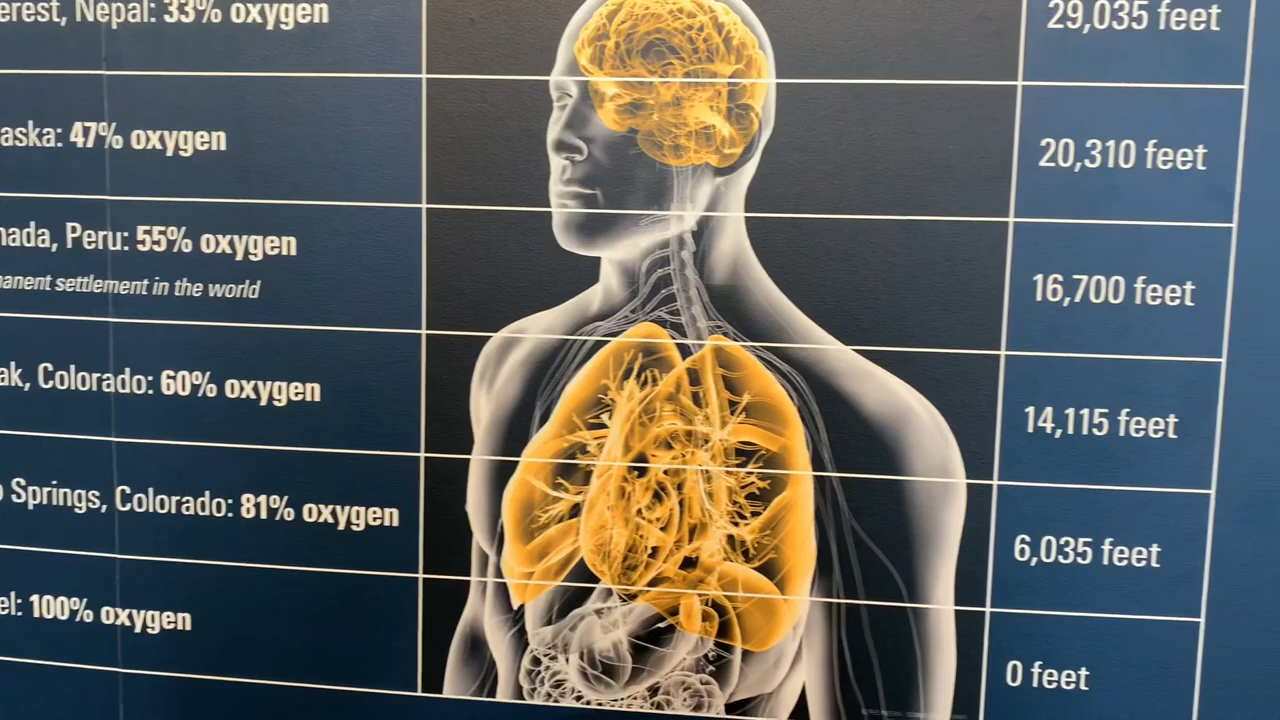 erest, Nepal: 33% oxygen
29,035 feet
aska: 47% oxygen
20,310 feet
nada, Peru: 55% oxygen
anent settlement in the world
16,700 feet
ak, Colorado: 60% oxygen
14,115 feet
Springs, Colorado: 81% oxygen
6,035 feet
el: 100% oxygen
0 feet